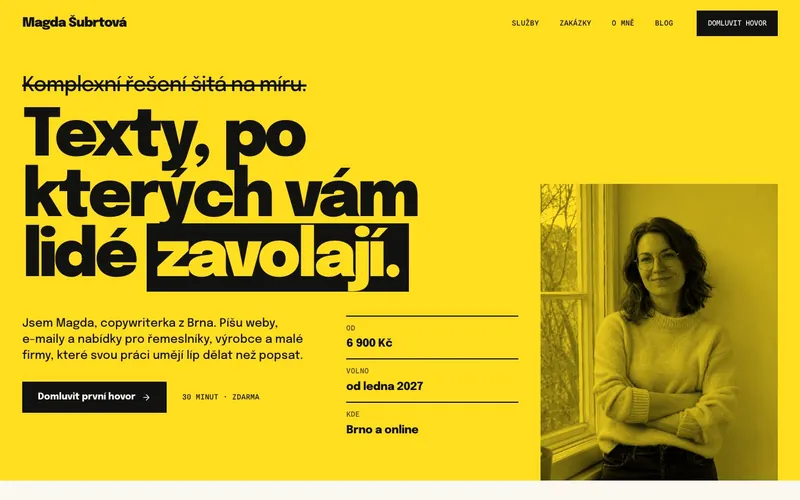 Magda Šubrtová
SLUŽBY
ZAKÁZKY
O MNĚ
BLOG
DOMLUVIT HOVOR
Komplexní řešení šitá na míru.
Texty, po
kterých vám
lidé zavolají.
Jsem Magda, copywriterka z Brna. Píšu weby,
e-maily a nabídky pro řemeslníky, výrobce a malé
firmy, které svou práci umějí líp dělat než popsat.
Domluvit první hovor →
30 MINUT · ZDARMA
OD
6 900 Kč
VOLNO
od ledna 2027
KDE
Brno a online